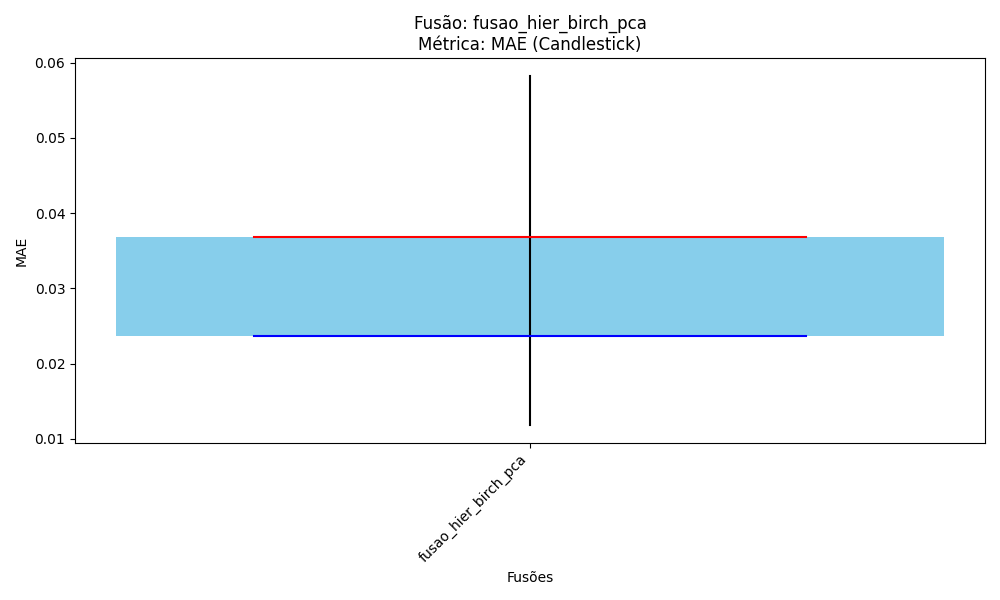 Fusão: fusao_hier_birch_pca
Métrica: MAE (Candlestick)
0.06
0.05
0.04
0.03
0.02
0.01
MAE
fusao_hier_birch_pca
Fusões